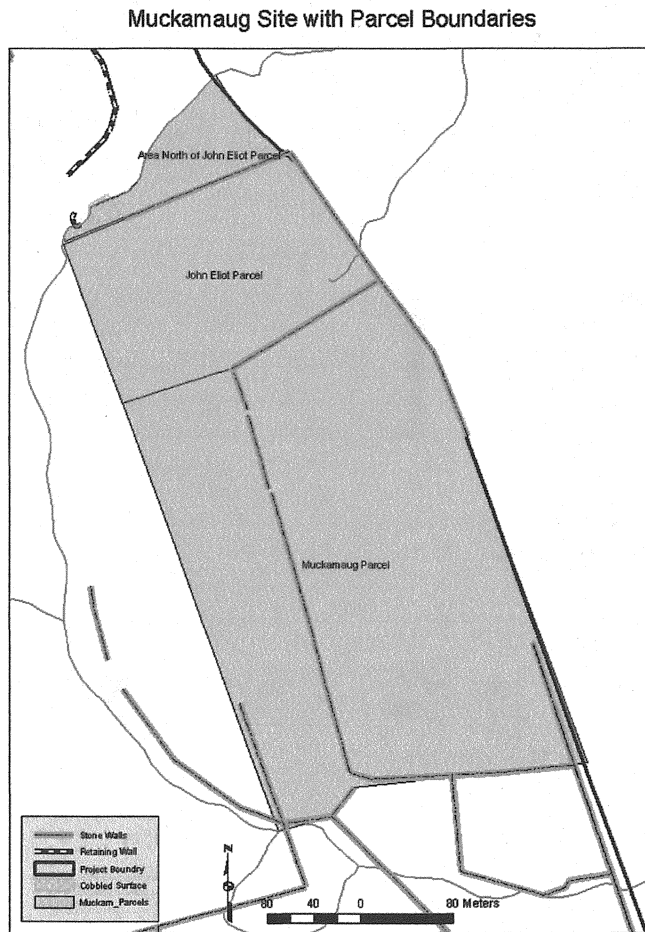 Muckamaug Site with Parcel Boundaries
Area North of John Eliot Parcel
John Eliot Parcel
Muckamaug Parcel
Stone Walls
Retaining Wall
Project Boundry
Cobbled Surface
Muckam_Parcels
N
80 40 0 80 Meters